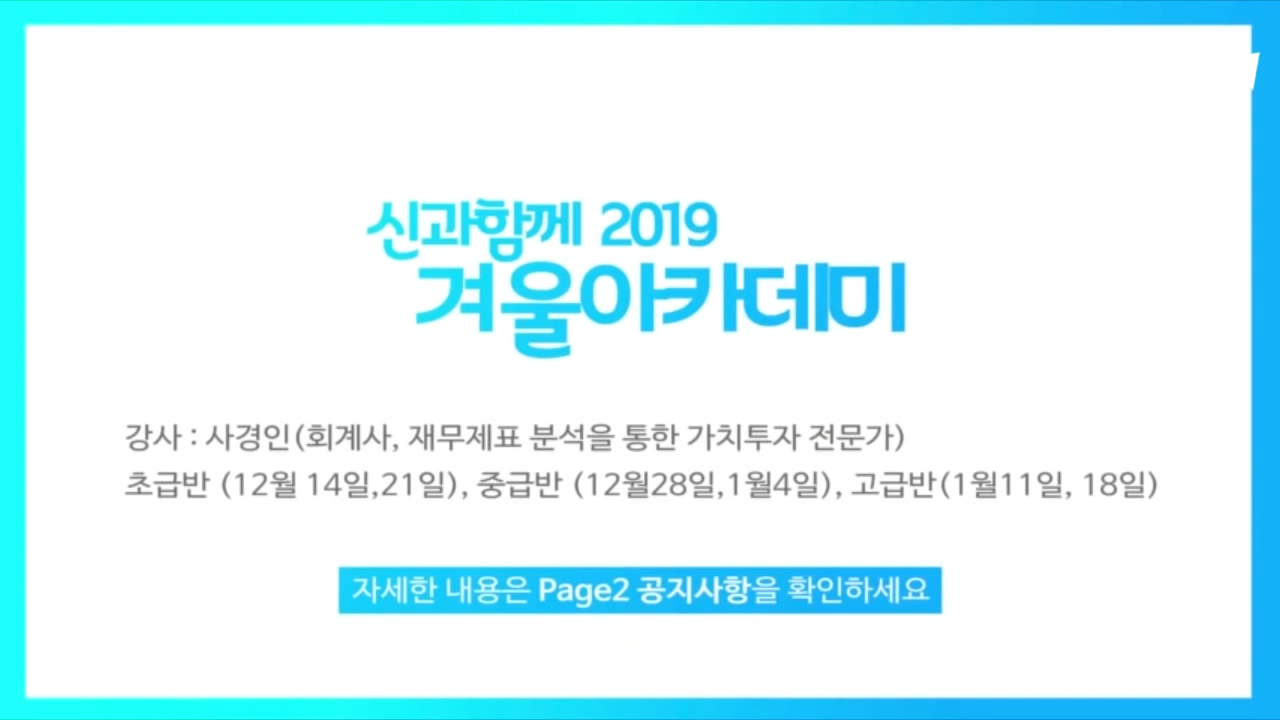 신과함께 2019
겨울아카데미
강사 : 사경인(회계사, 재무제표 분석을 통한 가치투자 전문가)
초급반 (12월 14일,21일), 중급반 (12월28일,1월4일), 고급반(1월11일, 18일)
자세한 내용은 Page2 공지사항을 확인하세요